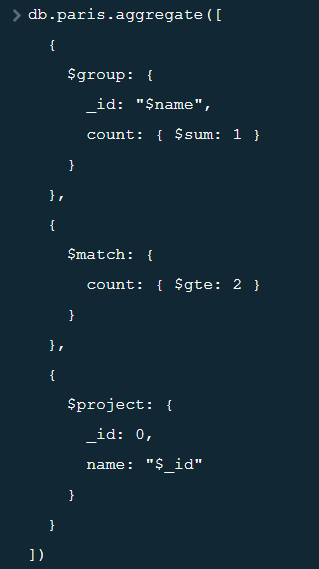 db.paris.aggregate([
  {
    $group: {
      _id: "$name",
      count: { $sum: 1 }
    }
  },
  {
    $match: {
      count: { $gte: 2 }
    }
  },
  {
    $project: {
      _id: 0,
      name: "$_id"
    }
  }
])